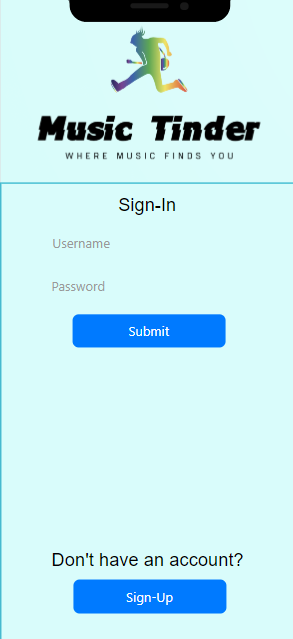 Music Tinder
WHERE MUSIC FINDS YOU
Sign-In
Username
Password
Submit
Don't have an account?
Sign-Up